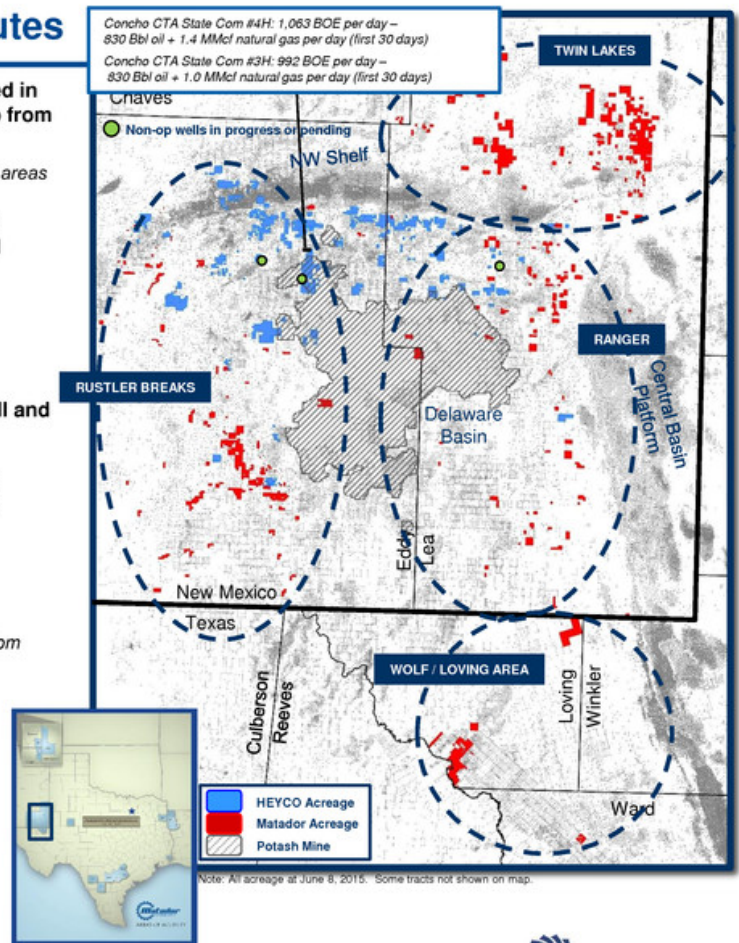 utes
ed in
from
areas
ll and
om
Concho CTA State Com #4H: 1,063 BOE per day –
830 Bbl oil + 1.4 MMcf natural gas per day (first 30 days)
Concho CTA State Com #3H: 992 BOE per day –
830 Bbl oil + 1.0 MMcf natural gas per day (first 30 days)
TWIN LAKES
Chaves
Non-op wells in progress or pending
NW Shelf
RANGER
RUSTLER BREAKS
Central Basin
Platform
Delaware
Basin
Eddy
Lea
New Mexico
Texas
WOLF / LOVING AREA
Culberson
Reeves
Loving
Winkler
Ward
HEYCO Acreage
Matador Acreage
Potash Mine
Matador
Note: All acreage at June 8, 2015. Some tracts not shown on map.